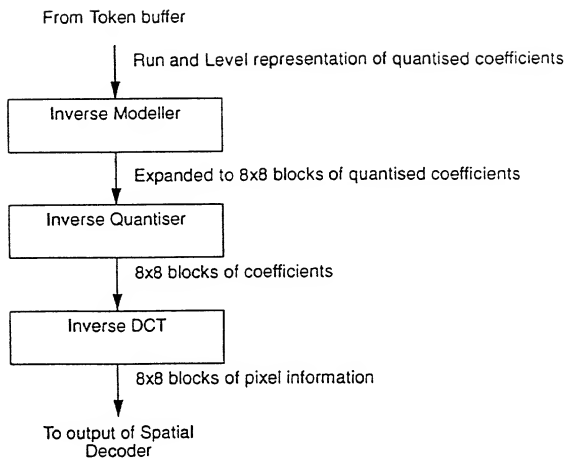 From Token buffer
Run and Level representation of quantised coefficients
Inverse Modeller
Expanded to 8x8 blocks of quantised coefficients
Inverse Quantiser
8x8 blocks of coefficients
Inverse DCT
8x8 blocks of pixel information
To output of Spatial
Decoder